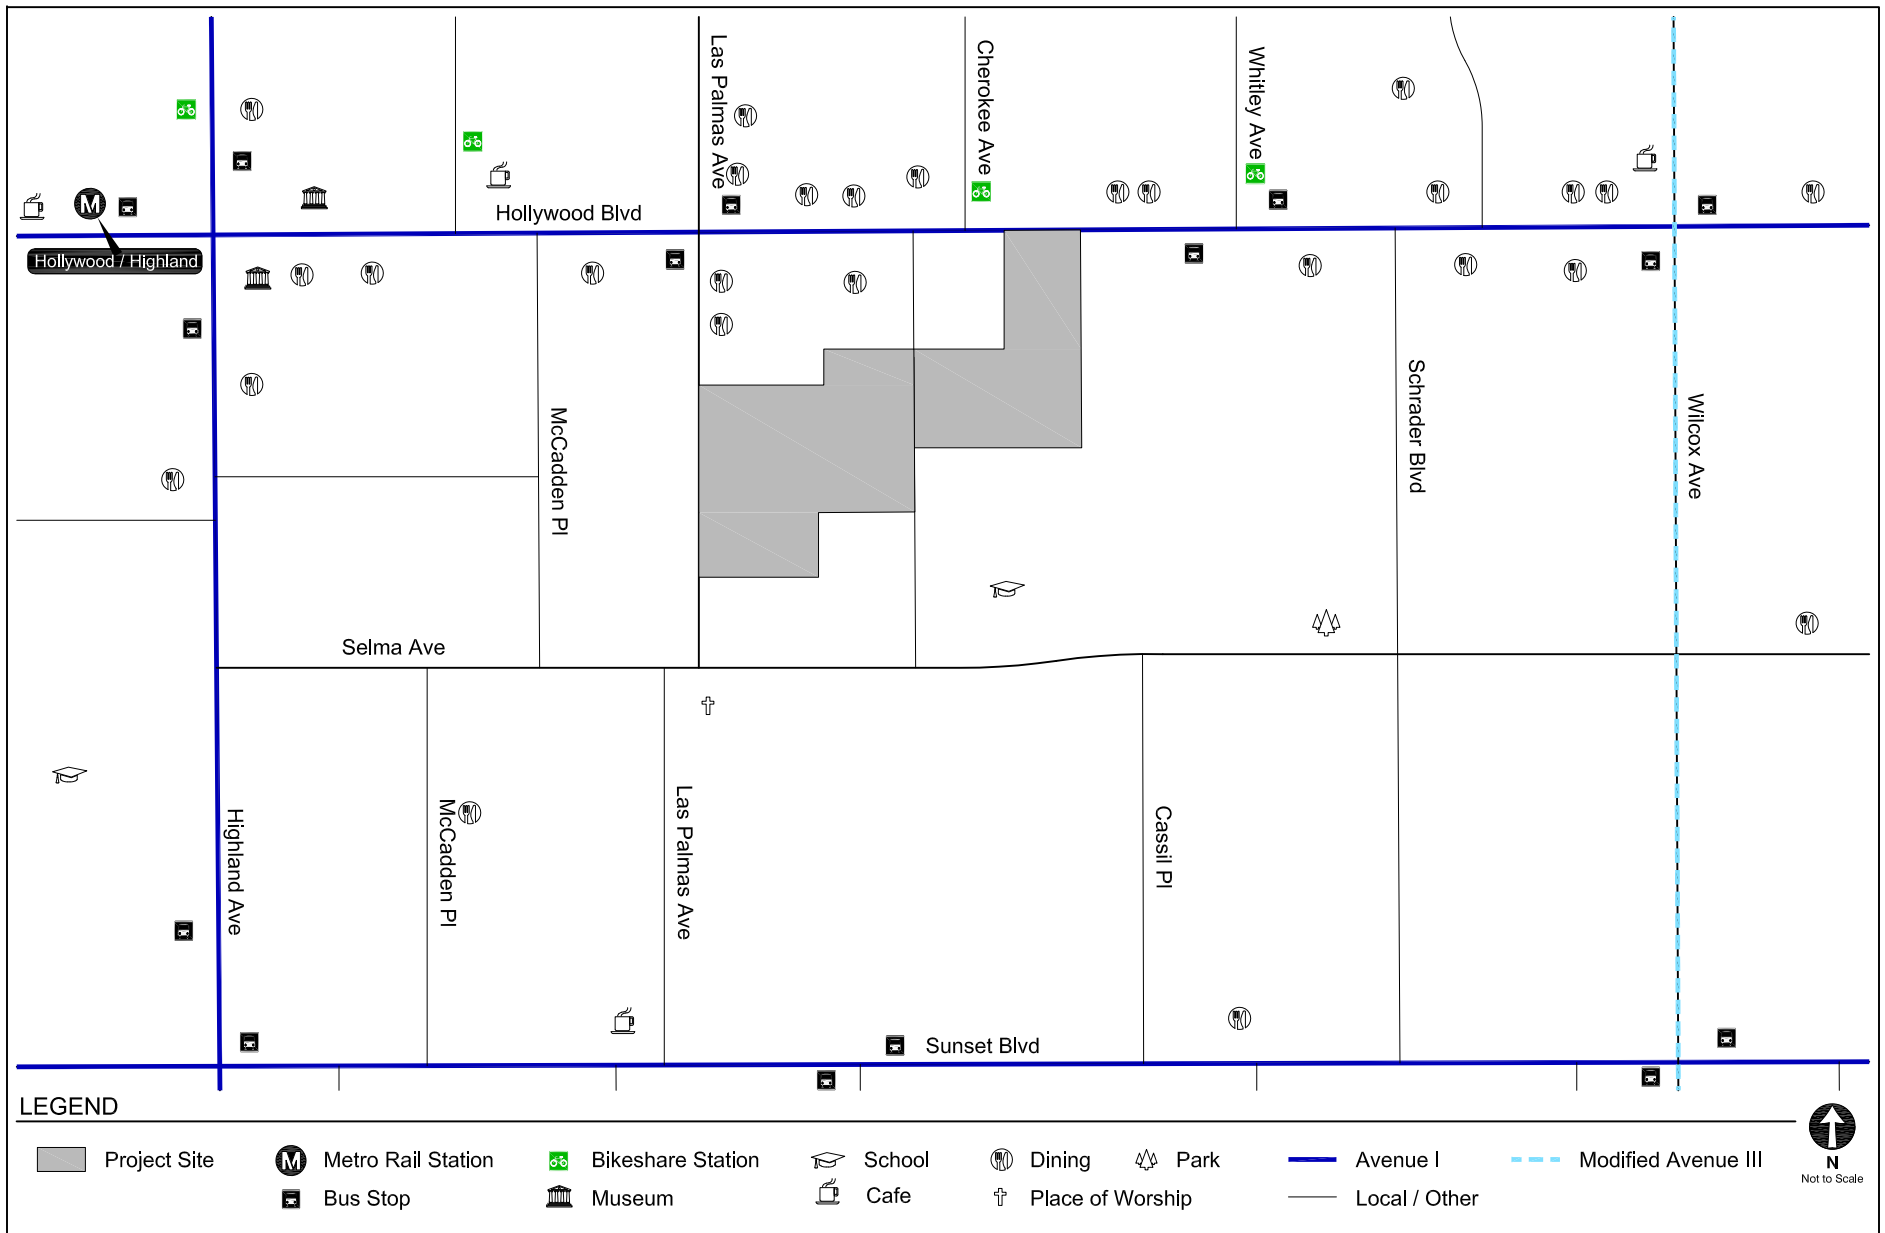 Las Palmas Ave
Cherokee Ave
Whitley Ave
M
Hollywood Blvd
Hollywood / Highland
McCadden Pl
Schrader Blvd
Wilcox Ave
Selma Ave
Highland Ave
McCadden Pl
Las Palmas Ave
Cassil Pl
Sunset Blvd
LEGEND
Project Site
M
Metro Rail Station
Bikeshare Station
School
Dining
Park
Avenue I
Modified Avenue III
Bus Stop
Museum
Cafe
Place of Worship
Local / Other
N
Not to Scale